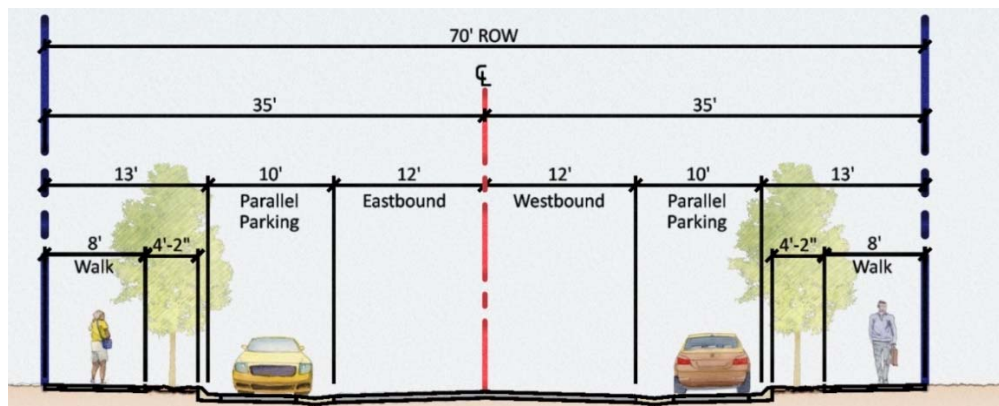 70' ROW
℄
35'
35'
13'
10'
12'
12'
10'
13'
Parallel
Parking
Eastbound
Westbound
Parallel
Parking
8'
4'-2"
4'-2"
8'
Walk
Walk